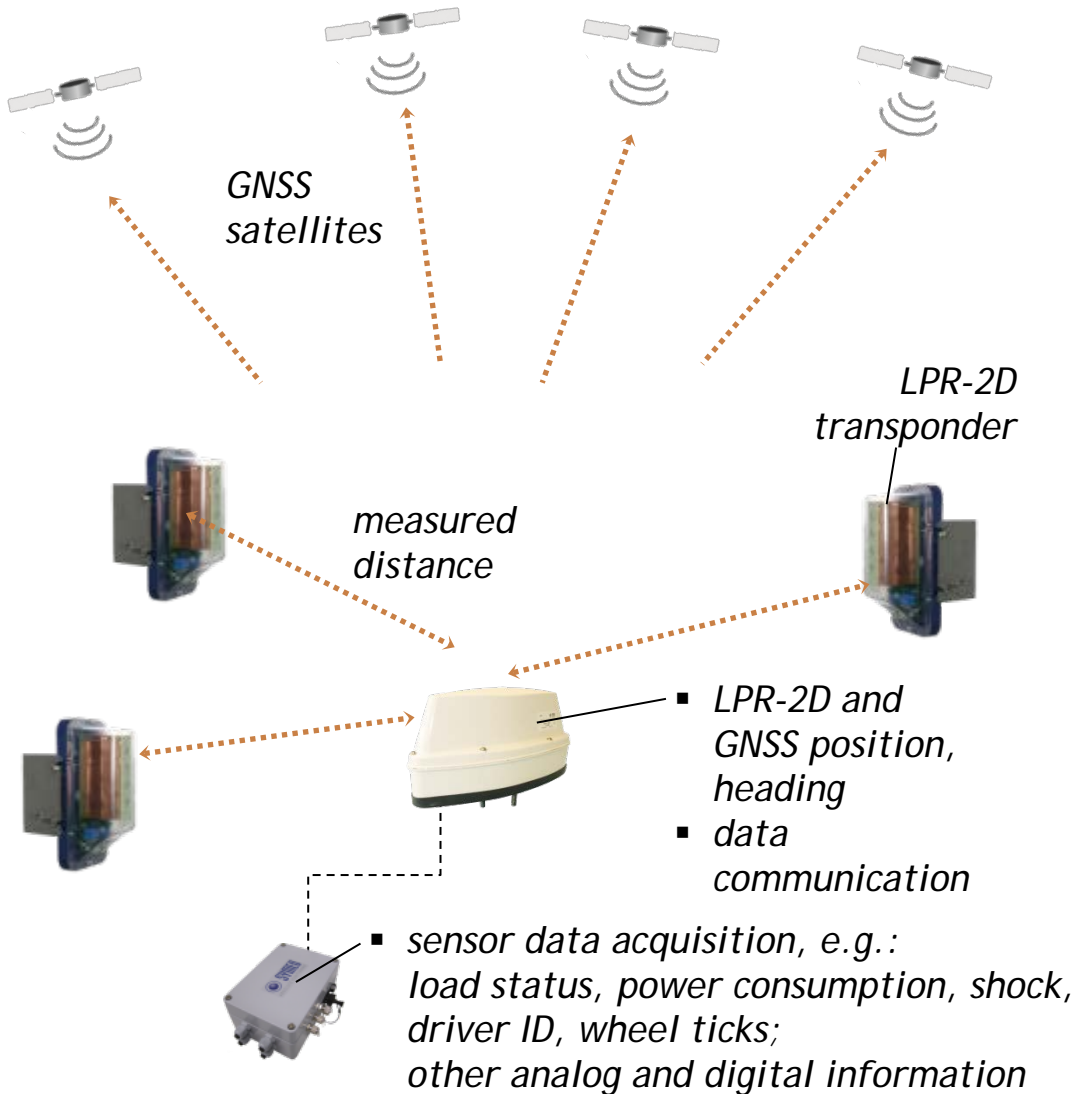 GNSS
satellites
LPR-2D
transponder
measured
distance
▪ LPR-2D and
GNSS position,
heading
▪ data
communication
▪ sensor data acquisition, e.g.:
load status, power consumption, shock,
driver ID, wheel ticks;
other analog and digital information
SYMEO